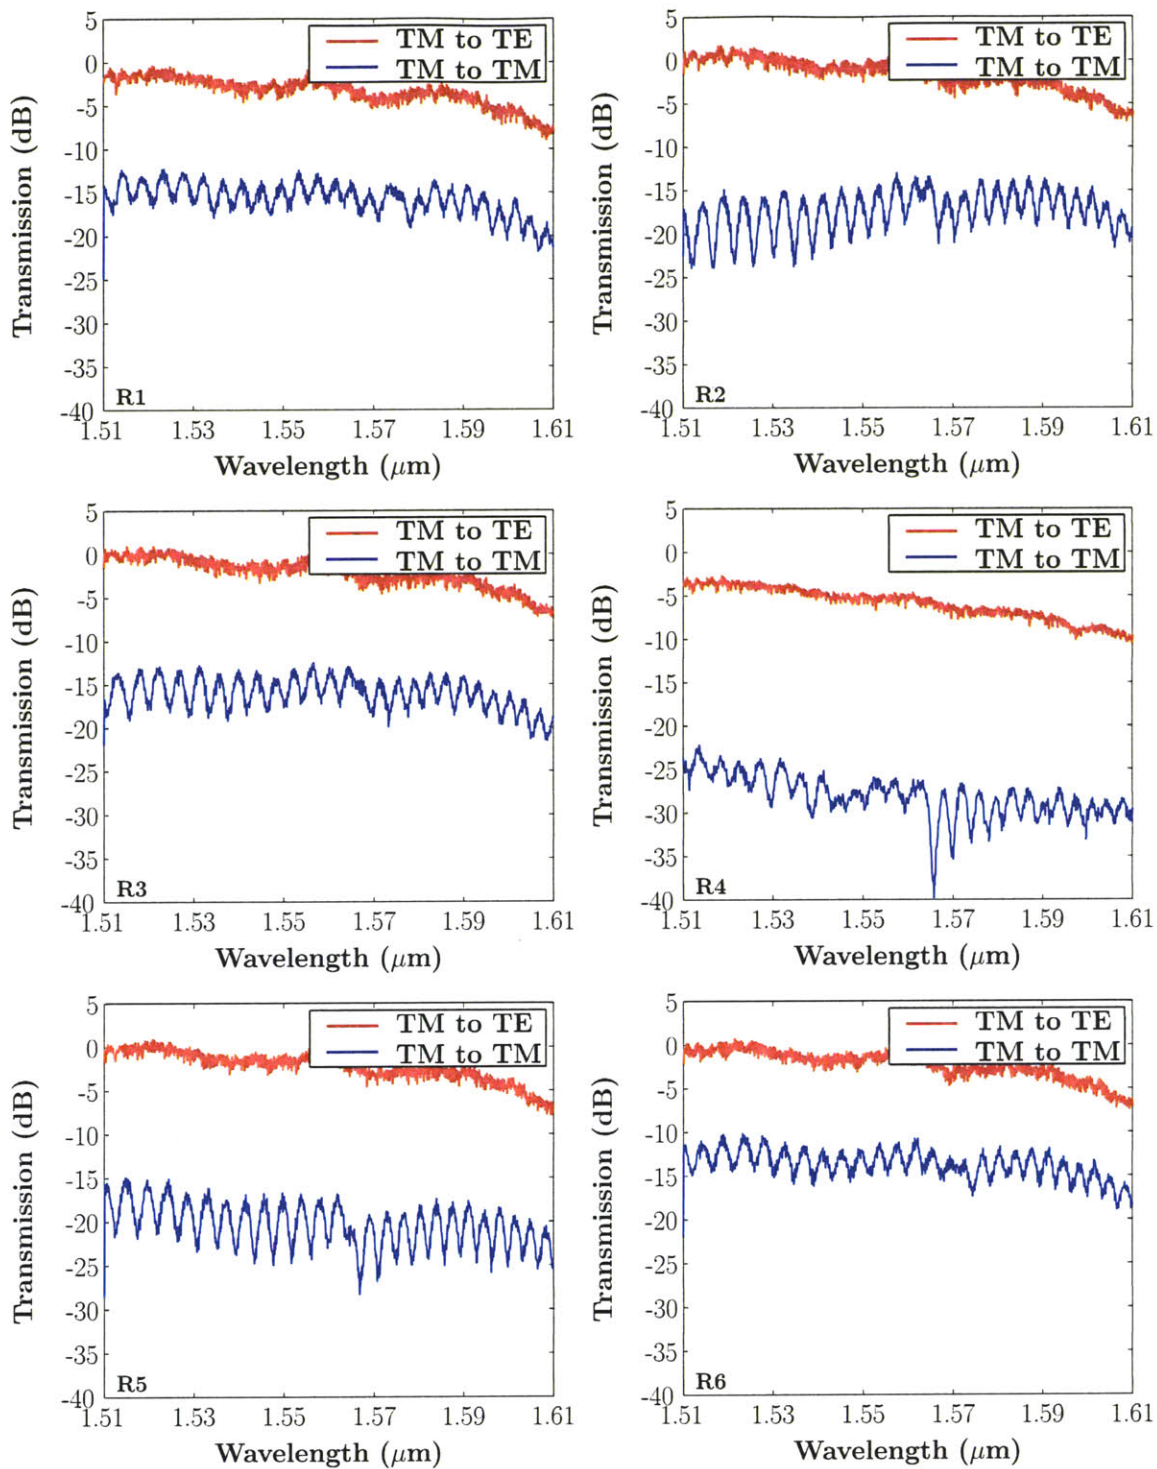 5
TM to TE
0
TM to TM
-5
-10
-15
-20
-25
-30
-35
-40
R1
1.51 1.53 1.55 1.57 1.59 1.61
Wavelength (μm)
Transmission (dB)
5
TM to TE
0
TM to TM
-5
-10
-15
-20
-25
-30
-35
-40
R2
1.51 1.53 1.55 1.57 1.59 1.61
Wavelength (μm)
Transmission (dB)
5
TM to TE
0
TM to TM
-5
-10
-15
-20
-25
-30
-35
-40
R3
1.51 1.53 1.55 1.57 1.59 1.61
Wavelength (μm)
Transmission (dB)
5
TM to TE
0
TM to TM
-5
-10
-15
-20
-25
-30
-35
-40
R4
1.51 1.53 1.55 1.57 1.59 1.61
Wavelength (μm)
Transmission (dB)
5
TM to TE
0
TM to TM
-5
-10
-15
-20
-25
-30
-35
-40
R5
1.51 1.53 1.55 1.57 1.59 1.61
Wavelength (μm)
Transmission (dB)
5
TM to TE
0
TM to TM
-5
-10
-15
-20
-25
-30
-35
-40
R6
1.51 1.53 1.55 1.57 1.59 1.61
Wavelength (μm)
Transmission (dB)